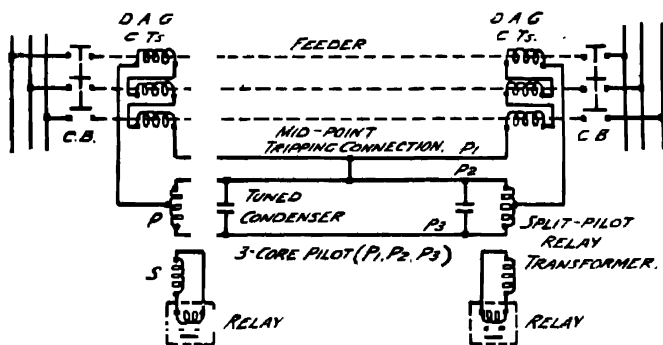 D A G
C Ts
FEEDER
D A G
C Ts.
C.B.
MID-POINT
TRIPPING CONNECTION.
P1
C B
P2
TUNED
CONDENSER
P
P3
SPLIT-PILOT
RELAY
TRANSFORMER.
3-CORE PILOT (P1, P2, P3)
S
RELAY
RELAY